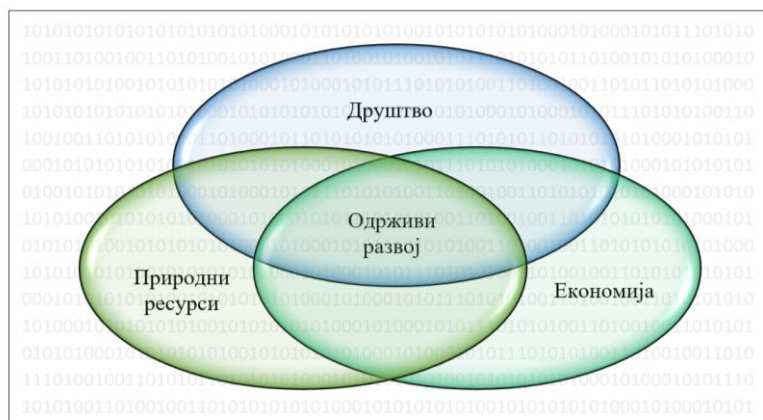 Друштво
Одрживи
развој
Природни
ресурси
Економија